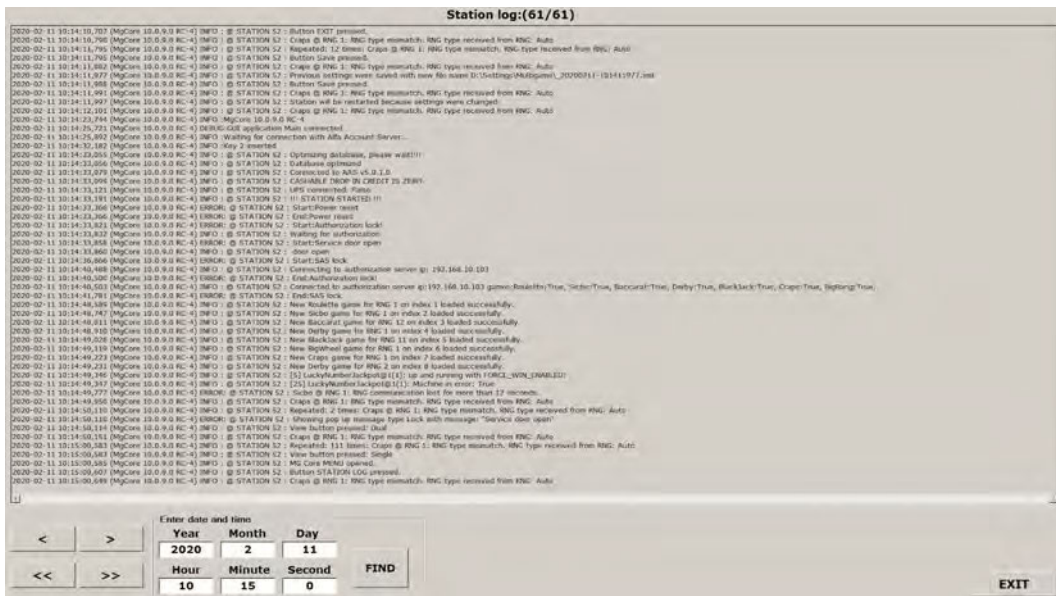 Station log:(61/61)
2020-02-11 10:14:10,707 (MgCore 10.0.9.0 RC-4) INFO : @ STATION 52 : Button EXIT pressed.
2020-02-11 10:14:10,790 (MgCore 10.0.9.0 RC-4) INFO : @ STATION 52 : Craps @ RNG 1: RNG type mismatch. RNG type received from RNG: Auto
2020-02-11 10:14:11,795 (MgCore 10.0.9.0 RC-4) INFO : @ STATION 52 : Repeated: 12 times: Craps @ RNG 1: RNG type mismatch. RNG type received from RNG: Auto
2020-02-11 10:14:11,795 (MgCore 10.0.9.0 RC-4) INFO : @ STATION 52 : Button Save pressed.
2020-02-11 10:14:11,882 (MgCore 10.0.9.0 RC-4) INFO : @ STATION 52 : Craps @ RNG 1: RNG type mismatch. RNG type received from RNG: Auto
2020-02-11 10:14:11,977 (MgCore 10.0.9.0 RC-4) INFO : @ STATION 52 : Previous settings were saved with new file name
2020-02-11 10:14:11,988 (MgCore 10.0.9.0 RC-4) INFO : @ STATION 52 : Button Save pressed.
2020-02-11 10:14:11,991 (MgCore 10.0.9.0 RC-4) INFO : @ STATION 52 : Craps @ RNG 1: RNG type mismatch. RNG type received from RNG: Auto
2020-02-11 10:14:11,997 (MgCore 10.0.9.0 RC-4) INFO : @ STATION 52 : Station will be restarted because settings were changed.
2020-02-11 10:14:12,101 (MgCore 10.0.9.0 RC-4) INFO : @ STATION 52 : Craps @ RNG 1: RNG type mismatch. RNG type received from RNG: Auto
2020-02-11 10:14:23,794 (MgCore 10.0.9.0 RC-4) INFO :MgCore 10.0.9.0 RC-4
2020-02-11 10:14:25,721 (MgCore 10.0.9.0 RC-4) DEBUG:GUI application Main connected
2020-02-11 10:14:25,892 (MgCore 10.0.9.0 RC-4) INFO :Waiting for connection with Alfa Account Server...
2020-02-11 10:14:32,182 (MgCore 10.0.9.0 RC-4) INFO :Key 2 inserted
2020-02-11 10:14:33,055 (MgCore 10.0.9.0 RC-4) INFO : @ STATION 52 : Optimizing database, please wait!!!
2020-02-11 10:14:33,056 (MgCore 10.0.9.0 RC-4) INFO : @ STATION 52 : Database optimized
2020-02-11 10:14:33,079 (MgCore 10.0.9.0 RC-4) INFO : @ STATION 52 : Connected to AAS v5.0.1.0
2020-02-11 10:14:33,094 (MgCore 10.0.9.0 RC-4) INFO : @ STATION 52 : CASHABLE DROP IN CREDIT IS ZERO.
2020-02-11 10:14:33,121 (MgCore 10.0.9.0 RC-4) INFO : @ STATION 52 : UPS connected: False
2020-02-11 10:14:33,191 (MgCore 10.0.9.0 RC-4) INFO : @ STATION 52 : !!! STATION STARTED !!!
2020-02-11 10:14:33,366 (MgCore 10.0.9.0 RC-4) ERROR: @ STATION 52 : Start:Power reset
2020-02-11 10:14:33,366 (MgCore 10.0.9.0 RC-4) ERROR: @ STATION 52 : End:Power reset
2020-02-11 10:14:33,821 (MgCore 10.0.9.0 RC-4) ERROR: @ STATION 52 : Start:Authorization lock!
2020-02-11 10:14:33,832 (MgCore 10.0.9.0 RC-4) INFO : @ STATION 52 : Waiting for authorization
2020-02-11 10:14:33,858 (MgCore 10.0.9.0 RC-4) ERROR: @ STATION 52 : Start:Service door open
2020-02-11 10:14:33,860 (MgCore 10.0.9.0 RC-4) INFO : @ STATION 52 : door open
2020-02-11 10:14:36,866 (MgCore 10.0.9.0 RC-4) ERROR: @ STATION 52 : Start:SAS lock
2020-02-11 10:14:40,488 (MgCore 10.0.9.0 RC-4) INFO : @ STATION 52 : Connecting to authorization server ip: 192.168.10.103
2020-02-11 10:14:40,500 (MgCore 10.0.9.0 RC-4) ERROR: @ STATION 52 : End:Authorization lock!
2020-02-11 10:14:40,503 (MgCore 10.0.9.0 RC-4) INFO : @ STATION 52 : Connected to authorization server ip:192.168.10.103 games:Roulette:True, Sicbo:True, Baccarat:True, Derby:True, BlackJack:True, Craps:True, BigRong:True,
2020-02-11 10:14:41,781 (MgCore 10.0.9.0 RC-4) ERROR: @ STATION 52 : End:SAS lock
2020-02-11 10:14:48,589 (MgCore 10.0.9.0 RC-4) INFO : @ STATION 52 : New Roulette game for RNG 1 on index 1 loaded successfully.
2020-02-11 10:14:48,747 (MgCore 10.0.9.0 RC-4) INFO : @ STATION 52 : New Sicbo game for RNG 1 on index 2 loaded successfully.
2020-02-11 10:14:48,811 (MgCore 10.0.9.0 RC-4) INFO : @ STATION 52 : New Baccarat game for RNG 12 on index 3 loaded successfully.
2020-02-11 10:14:48,910 (MgCore 10.0.9.0 RC-4) INFO : @ STATION 52 : New Derby game for RNG 1 on index 4 loaded successfully.
2020-02-11 10:14:49,028 (MgCore 10.0.9.0 RC-4) INFO : @ STATION 52 : New BlackJack game for RNG 11 on index 5 loaded successfully.
2020-02-11 10:14:49,119 (MgCore 10.0.9.0 RC-4) INFO : @ STATION 52 : New BigWheel game for RNG 1 on index 6 loaded successfully.
2020-02-11 10:14:49,223 (MgCore 10.0.9.0 RC-4) INFO : @ STATION 52 : New Craps game for RNG 1 on index 7 loaded successfully.
2020-02-11 10:14:49,231 (MgCore 10.0.9.0 RC-4) INFO : @ STATION 52 : New Derby game for RNG 2 on index 8 loaded successfully.
2020-02-11 10:14:49,346 (MgCore 10.0.9.0 RC-4) INFO : @ STATION 52 : [S] LuckyNumberJackpot@1[1]: up and running with FORCE_WIN_ENABLED!
2020-02-11 10:14:49,347 (MgCore 10.0.9.0 RC-4) INFO : @ STATION 52 : [2S] LuckyNumberJackpot@1[1]: Machine in error: True
2020-02-11 10:14:49,777 (MgCore 10.0.9.0 RC-4) ERROR: @ STATION 52 : Sicbo @ RNG 1: RNG communication lost for more than 12 seconds.
2020-02-11 10:14:49,950 (MgCore 10.0.9.0 RC-4) INFO : @ STATION 52 : Craps @ RNG 1: RNG type mismatch. RNG type received from RNG: Auto
2020-02-11 10:14:50,110 (MgCore 10.0.9.0 RC-4) INFO : @ STATION 52 : Repeated: 2 times: Craps @ RNG 1: RNG type mismatch. RNG type received from RNG: Auto
2020-02-11 10:14:50,116 (MgCore 10.0.9.0 RC-4) ERROR: @ STATION 52 : Showing pop up message type Lock with message: "Service door open"
2020-02-11 10:14:50,119 (MgCore 10.0.9.0 RC-4) INFO : @ STATION 52 : View button pressed: Dual
2020-02-11 10:14:50,151 (MgCore 10.0.9.0 RC-4) INFO : @ STATION 52 : Craps @ RNG 1: RNG type mismatch. RNG type received from RNG: Auto
2020-02-11 10:15:00,583 (MgCore 10.0.9.0 RC-4) INFO : @ STATION 52 : Repeated: 111 times: Craps @ RNG 1: RNG type mismatch. RNG type received from RNG: Auto
2020-02-11 10:15:00,583 (MgCore 10.0.9.0 RC-4) INFO : @ STATION 52 : View button pressed: Single
2020-02-11 10:15:00,585 (MgCore 10.0.9.0 RC-4) INFO : @ STATION 52 : MG Core MENU opened.
2020-02-11 10:15:09,607 (MgCore 10.0.9.0 RC-4) INFO : @ STATION 52 : Button STATION LOG pressed.
2020-02-11 10:15:09,649 (MgCore 10.0.9.0 RC-4) INFO : @ STATION 52 : Craps @ RNG 1: RNG type mismatch. RNG type received from RNG: Auto
Enter date and time
< > Year Month Day
2020 2 11
<< >> Hour Minute Second FIND
10 15 0
EXIT